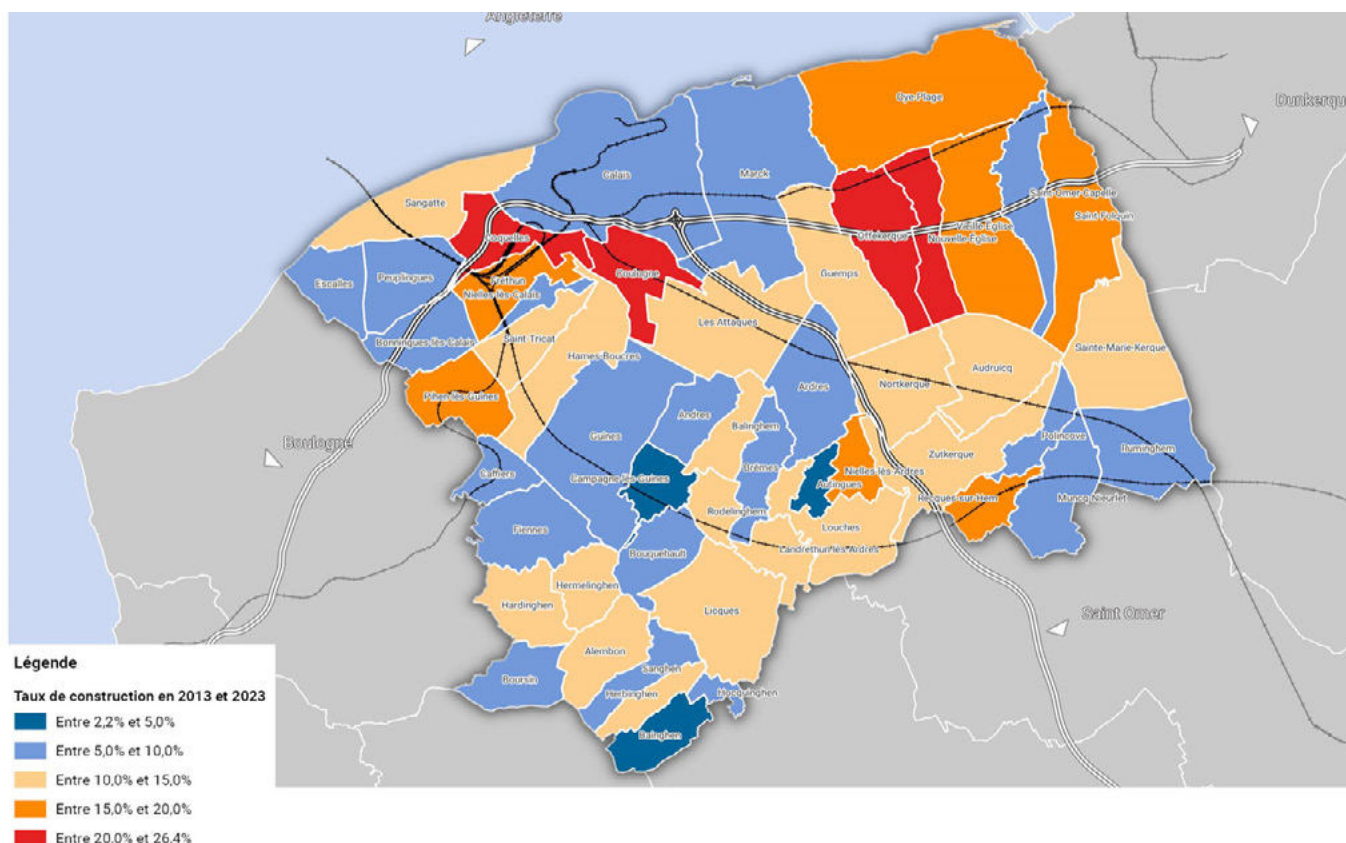 Angleterre
Dunkerque
Oye-Plage
Calais
Marck
Sangatte
Saint-Omer-Capelle
Saint-Folquin
Coquelles
Offekerque
Vieille-Église
Nouvelle-Église
Coulogne
Guemps
Escalles
Peuplingues
Fréthun
Nielles-lès-Calais
Les Attaques
Bonningues-lès-Calais
Saint-Tricat
Hames-Boucres
Sainte-Marie-Kerque
Audruicq
Nortkerque
Ardres
Pihen-lès-Guînes
Andres
Balinghem
Guînes
Boulogne
Zutkerque
Polincove
Ruminghem
Brêmes
Nielles-lès-Ardres
Caffiers
Campagne-lès-Guines
Autingues
Recques-sur-Hem
Muncq-Nieurlet
Rodelinghem
Louches
Fiennes
Landrethun-lès-Ardres
Bouquehault
Hermelinghen
Hardinghen
Licques
Saint Omer
Alembon
Sanghen
Boursin
Herbinghen
Hocquinghen
Bainghen
Légende
Taux de construction en 2013 et 2023
Entre 2,2% et 5,0%
Entre 5,0% et 10,0%
Entre 10,0% et 15,0%
Entre 15,0% et 20,0%
Entre 20,0% et 26,4%